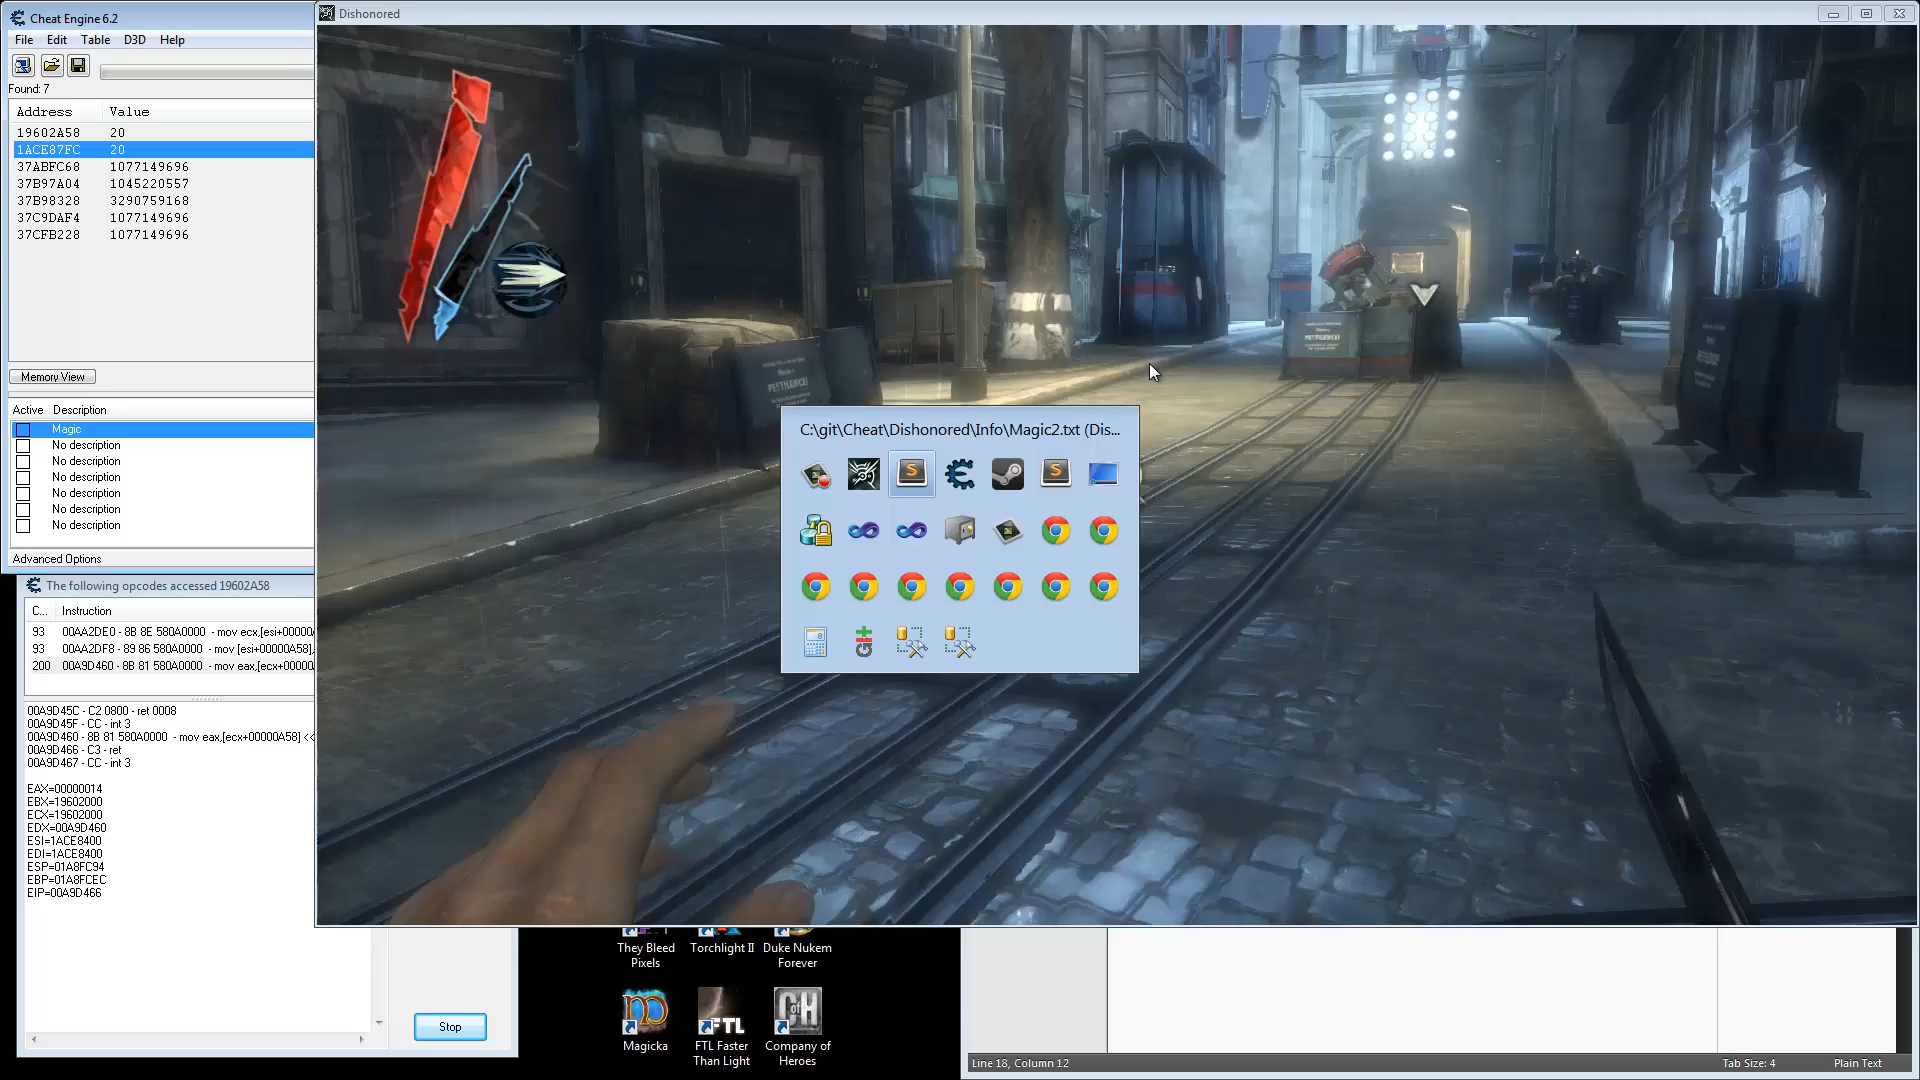 Cheat Engine 6.2
File Edit Table D3D Help
Found: 7
Address Value
19602A58 20
1ACE87FC 20
37ABFC68 1077149696
37B97A04 1045220557
37B98328 3290759168
37C9DAF4 1077149696
37CFB228 1077149696
Memory View
Active Description
Magic
No description
No description
No description
No description
No description
No description
Advanced Options
The following opcodes accessed 19602A58
C... Instruction
93 00AA2DE0 - 8B 8E 580A0000 - mov ecx,[esi+00000
93 00AA2DF8 - 89 86 580A0000 - mov [esi+00000A58],
200 00A9D460 - 8B 81 580A0000 - mov eax,[ecx+00000
00A9D45C - C2 0800 - ret 0008
00A9D45F - CC - int 3
00A9D460 - 8B 81 580A0000 - mov eax,[ecx+00000A58] <<
00A9D466 - C3 - ret
00A9D467 - CC - int 3
EAX=00000014
EBX=19602000
ECX=19602000
EDX=00A9D460
ESI=1ACE8400
EDI=1ACE8400
ESP=01A8FC94
EBP=01A8FCEC
EIP=00A9D466
Stop
Dishonored
PESTILENCE!
PESTILENCE!
C:\git\Cheat\Dishonored\Info\Magic2.txt (Dis...
They Bleed Pixels
Torchlight II
Duke Nukem Forever
Magicka
FTL
FTL Faster Than Light
Company of Heroes
Line 18, Column 12
Tab Size: 4
Plain Text